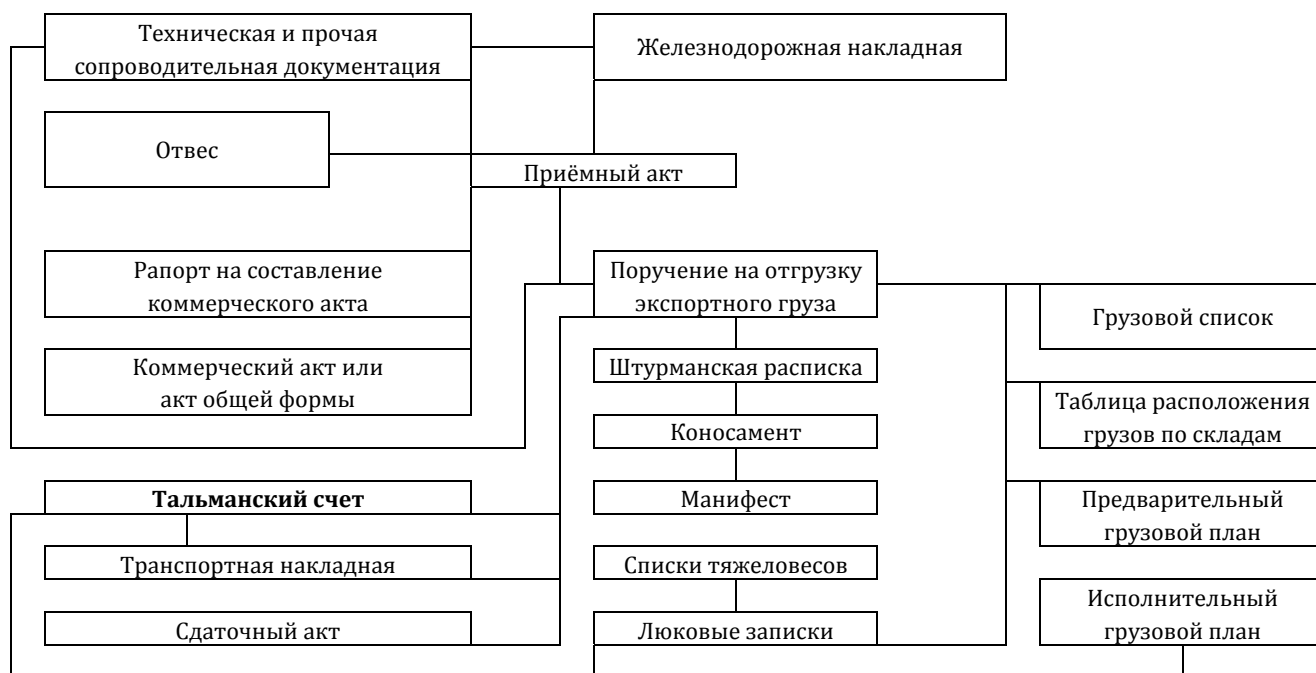 Техническая и прочая
сопроводительная документация
Железнодорожная накладная
Отвес
Приёмный акт
Рапорт на составление
коммерческого акта
Поручение на отгрузку
экспортного груза
Грузовой список
Коммерческий акт или
акт общей формы
Штурманская расписка
Таблица расположения
грузов по складам
Коносамент
Тальманский счет
Манифест
Предварительный
грузовой план
Транспортная накладная
Списки тяжеловесов
Исполнительный
грузовой план
Сдаточный акт
Люковые записки